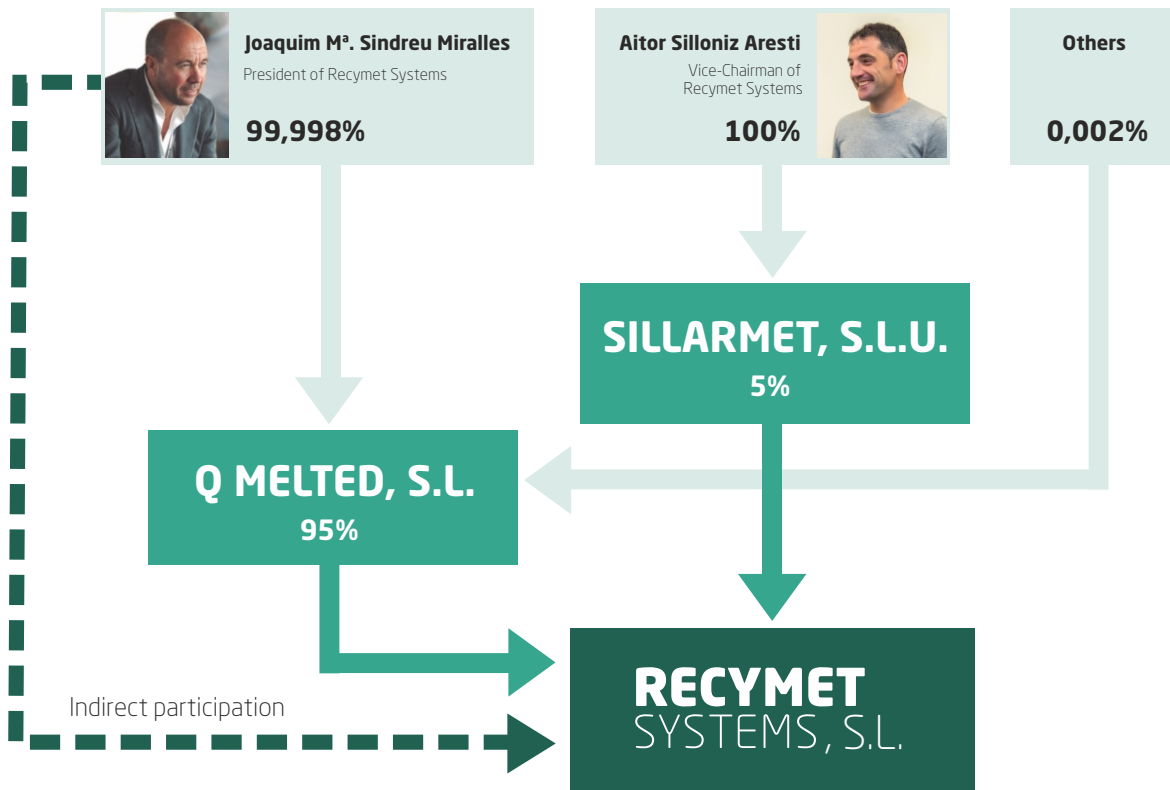 Joaquim Mª. Sindreu Miralles
President of Recymet Systems
99,998%
Aitor Silloniz Aresti
Vice-Chairman of
Recymet Systems
100%
Others
0,002%
SILLARMET, S.L.U.
5%
Q MELTED, S.L.
95%
Indirect participation
RECYMET
SYSTEMS, S.L.